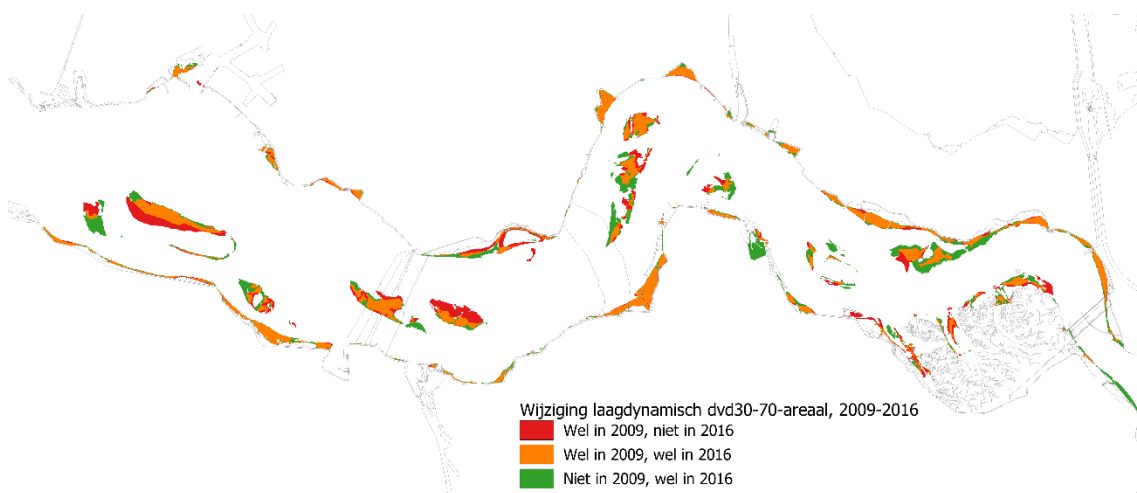 Wijziging laagdynamisch dvd30-70-areaal, 2009-2016
Wel in 2009, niet in 2016
Wel in 2009, wel in 2016
Niet in 2009, wel in 2016